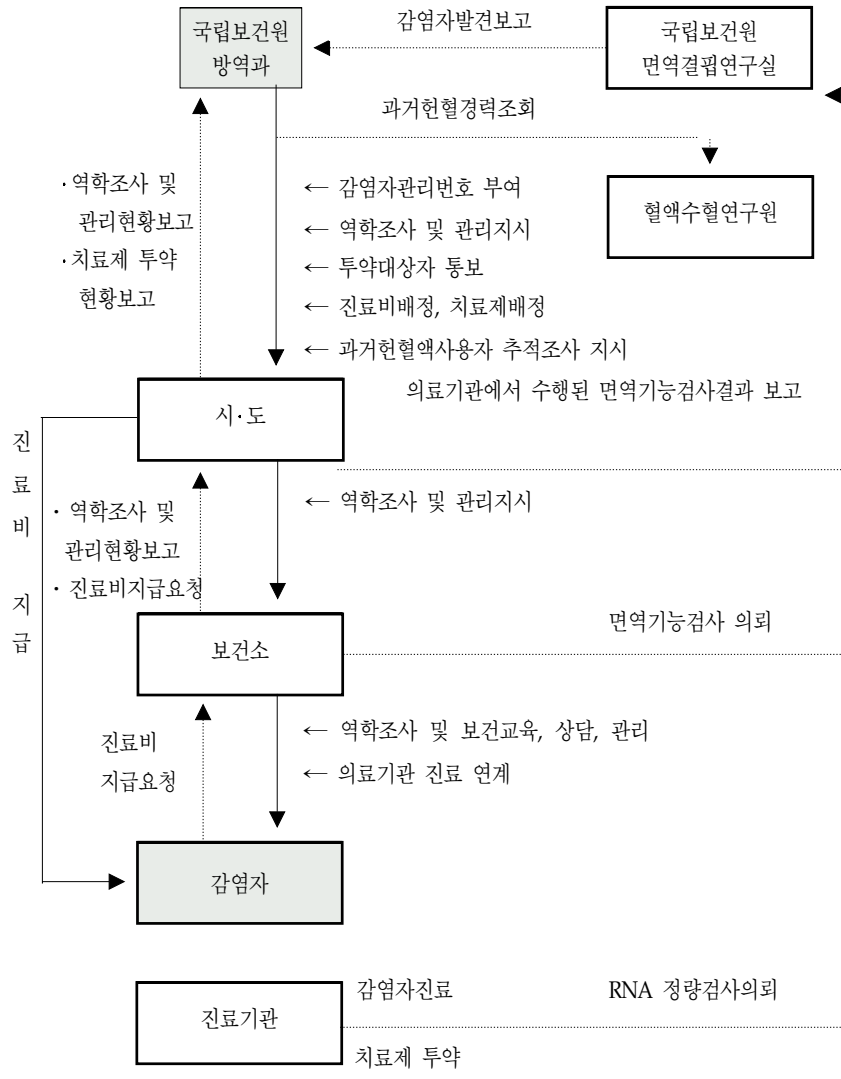 국립보건원
방역과
감염자발견보고
국립보건원
면역결핍연구실
과거헌혈경력조회
혈액수혈연구원
·역학조사 및
관리현황보고
·치료제 투약
현황보고
← 감염자관리번호 부여
← 역학조사 및 관리지시
← 투약대상자 통보
← 진료비배정, 치료제배정
← 과거헌혈액사용자 추적조사 지시
의료기관에서 수행된 면역기능검사결과 보고
시·도
진료비 지급
← 역학조사 및 관리지시
· 역학조사 및
관리현황보고
· 진료비지급요청
보건소
면역기능검사 의뢰
진료비
지급요청
← 역학조사 및 보건교육, 상담, 관리
← 의료기관 진료 연계
감염자
진료기관
감염자진료
RNA 정량검사의뢰
치료제 투약